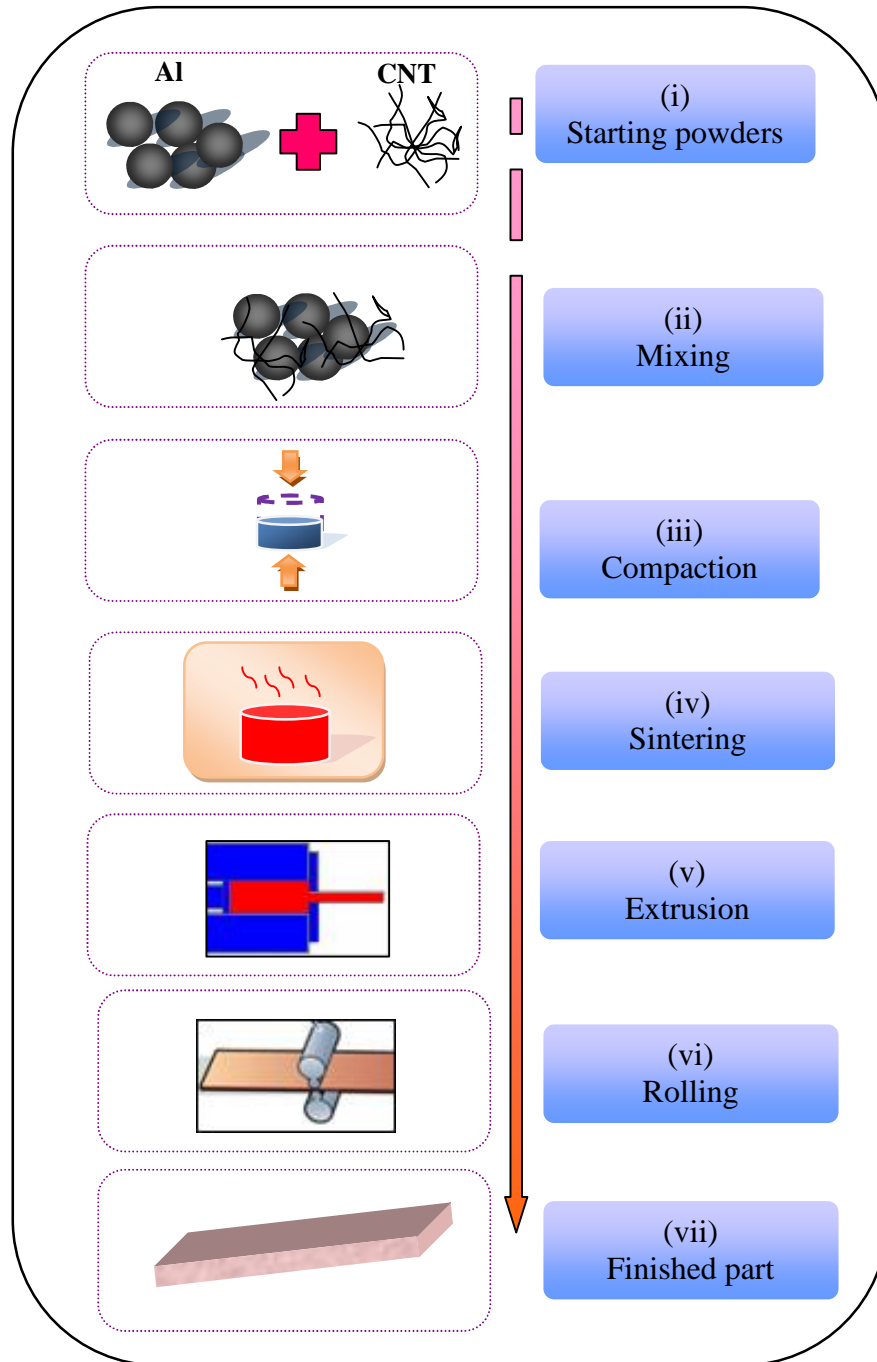 Al
CNT
(i)
Starting powders
(ii)
Mixing
(iii)
Compaction
(iv)
Sintering
(v)
Extrusion
(vi)
Rolling
(vii)
Finished part